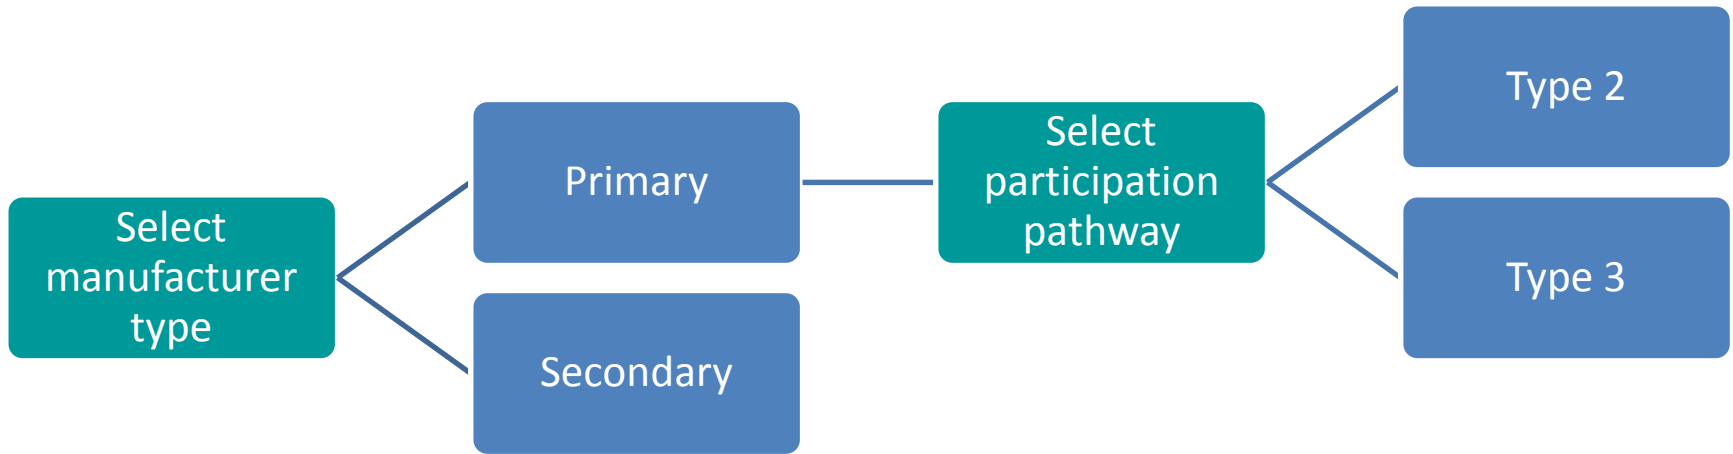 Select
manufacturer
type
Primary
Secondary
Select
participation
pathway
Type 2
Type 3